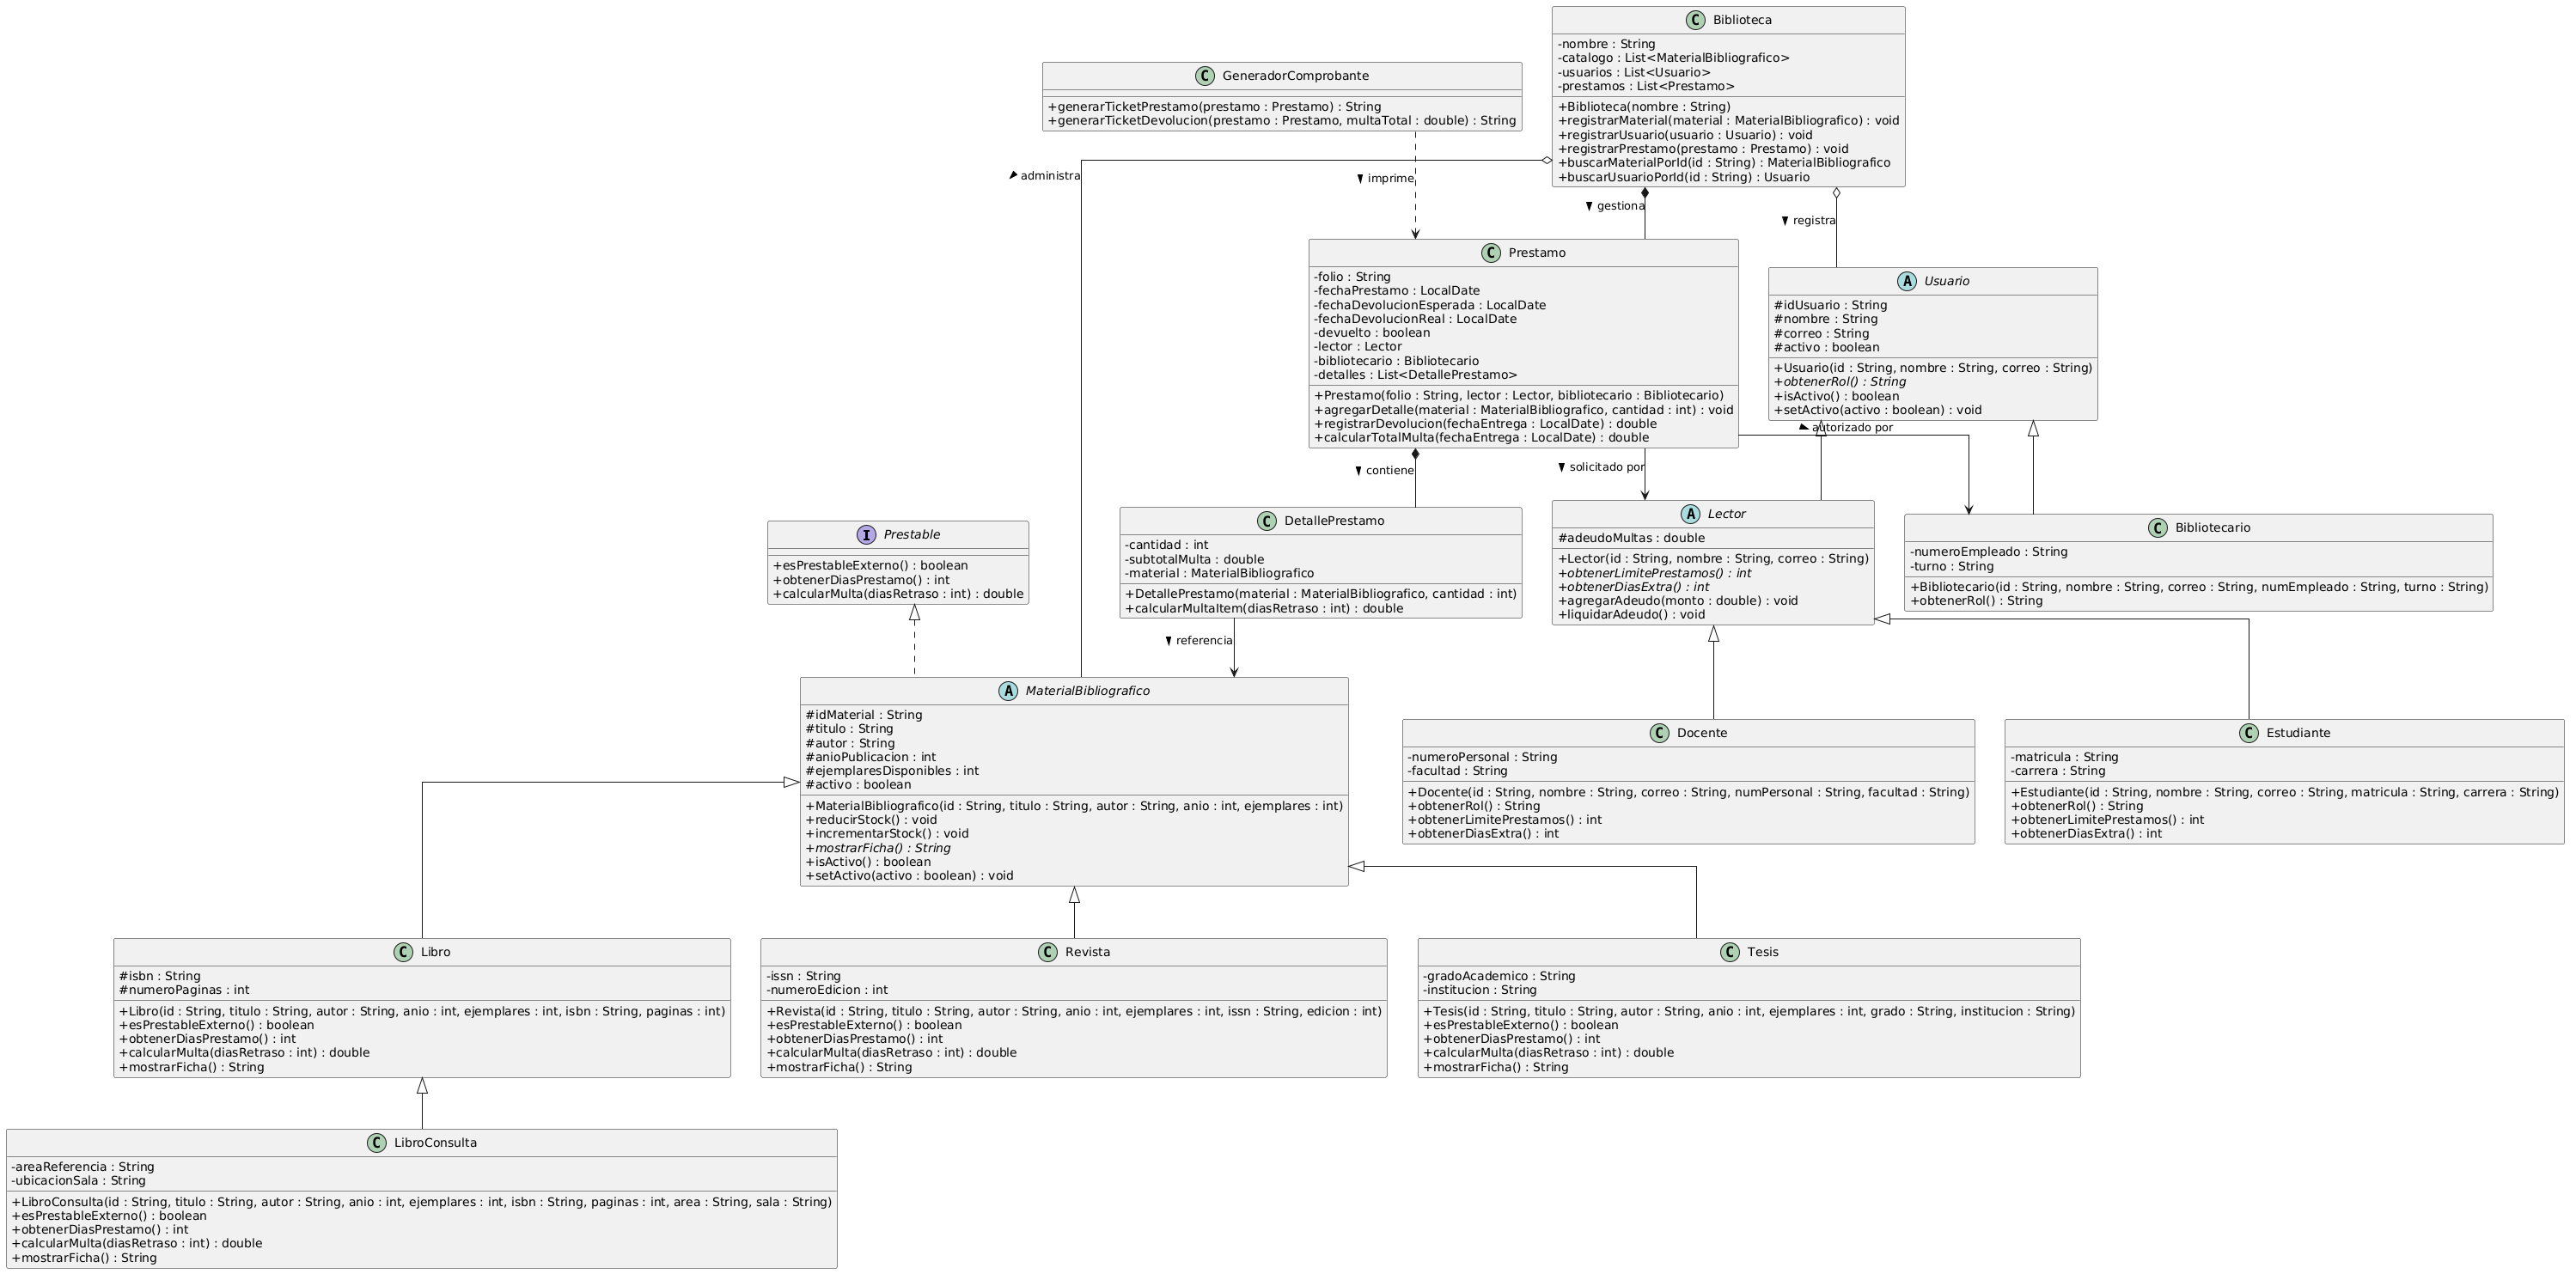 C Biblioteca
-nombre : String
-catalogo : List<MaterialBibliografico>
-usuarios : List<Usuario>
-prestamos : List<Prestamo>
+Biblioteca(nombre : String)
+registrarMaterial(material : MaterialBibliografico) : void
+registrarUsuario(usuario : Usuario) : void
+registrarPrestamo(prestamo : Prestamo) : void
+buscarMaterialPorId(id : String) : MaterialBibliografico
+buscarUsuarioPorId(id : String) : Usuario
C GeneradorComprobante
+generarTicketPrestamo(prestamo : Prestamo) : String
+generarTicketDevolucion(prestamo : Prestamo, multaTotal : double) : String
administra
imprime
gestiona
registra
C Prestamo
-folio : String
-fechaPrestamo : LocalDate
-fechaDevolucionEsperada : LocalDate
-fechaDevolucionReal : LocalDate
-devuelto : boolean
-lector : Lector
-bibliotecario : Bibliotecario
-detalles : List<DetallePrestamo>
+Prestamo(folio : String, lector : Lector, bibliotecario : Bibliotecario)
+agregarDetalle(material : MaterialBibliografico, cantidad : int) : void
+registrarDevolucion(fechaEntrega : LocalDate) : double
+calcularTotalMulta(fechaEntrega : LocalDate) : double
A Usuario
#idUsuario : String
#nombre : String
#correo : String
#activo : boolean
+Usuario(id : String, nombre : String, correo : String)
+obtenerRol() : String
+isActivo() : boolean
+setActivo(activo : boolean) : void
autorizado por
contiene
solicitado por
I Prestable
+esPrestableExterno() : boolean
+obtenerDiasPrestamo() : int
+calcularMulta(diasRetraso : int) : double
C DetallePrestamo
-cantidad : int
-subtotalMulta : double
-material : MaterialBibliografico
+DetallePrestamo(material : MaterialBibliografico, cantidad : int)
+calcularMultaItem(diasRetraso : int) : double
A Lector
#adeudoMultas : double
+Lector(id : String, nombre : String, correo : String)
+obtenerLimitePrestamos() : int
+obtenerDiasExtra() : int
+agregarAdeudo(monto : double) : void
+liquidarAdeudo() : void
C Bibliotecario
-numeroEmpleado : String
-turno : String
+Bibliotecario(id : String, nombre : String, correo : String, numEmpleado : String, turno : String)
+obtenerRol() : String
referencia
A MaterialBibliografico
#idMaterial : String
#titulo : String
#autor : String
#anioPublicacion : int
#ejemplaresDisponibles : int
#activo : boolean
+MaterialBibliografico(id : String, titulo : String, autor : String, anio : int, ejemplares : int)
+reducirStock() : void
+incrementarStock() : void
+mostrarFicha() : String
+isActivo() : boolean
+setActivo(activo : boolean) : void
C Docente
-numeroPersonal : String
-facultad : String
+Docente(id : String, nombre : String, correo : String, numPersonal : String, facultad : String)
+obtenerRol() : String
+obtenerLimitePrestamos() : int
+obtenerDiasExtra() : int
C Estudiante
-matricula : String
-carrera : String
+Estudiante(id : String, nombre : String, correo : String, matricula : String, carrera : String)
+obtenerRol() : String
+obtenerLimitePrestamos() : int
+obtenerDiasExtra() : int
C Libro
#isbn : String
#numeroPaginas : int
+Libro(id : String, titulo : String, autor : String, anio : int, ejemplares : int, isbn : String, paginas : int)
+esPrestableExterno() : boolean
+obtenerDiasPrestamo() : int
+calcularMulta(diasRetraso : int) : double
+mostrarFicha() : String
C Revista
-issn : String
-numeroEdicion : int
+Revista(id : String, titulo : String, autor : String, anio : int, ejemplares : int, issn : String, edicion : int)
+esPrestableExterno() : boolean
+obtenerDiasPrestamo() : int
+calcularMulta(diasRetraso : int) : double
+mostrarFicha() : String
C Tesis
-gradoAcademico : String
-institucion : String
+Tesis(id : String, titulo : String, autor : String, anio : int, ejemplares : int, grado : String, institucion : String)
+esPrestableExterno() : boolean
+obtenerDiasPrestamo() : int
+calcularMulta(diasRetraso : int) : double
+mostrarFicha() : String
C LibroConsulta
-areaReferencia : String
-ubicacionSala : String
+LibroConsulta(id : String, titulo : String, autor : String, anio : int, ejemplares : int, isbn : String, paginas : int, area : String, sala : String)
+esPrestableExterno() : boolean
+obtenerDiasPrestamo() : int
+calcularMulta(diasRetraso : int) : double
+mostrarFicha() : String